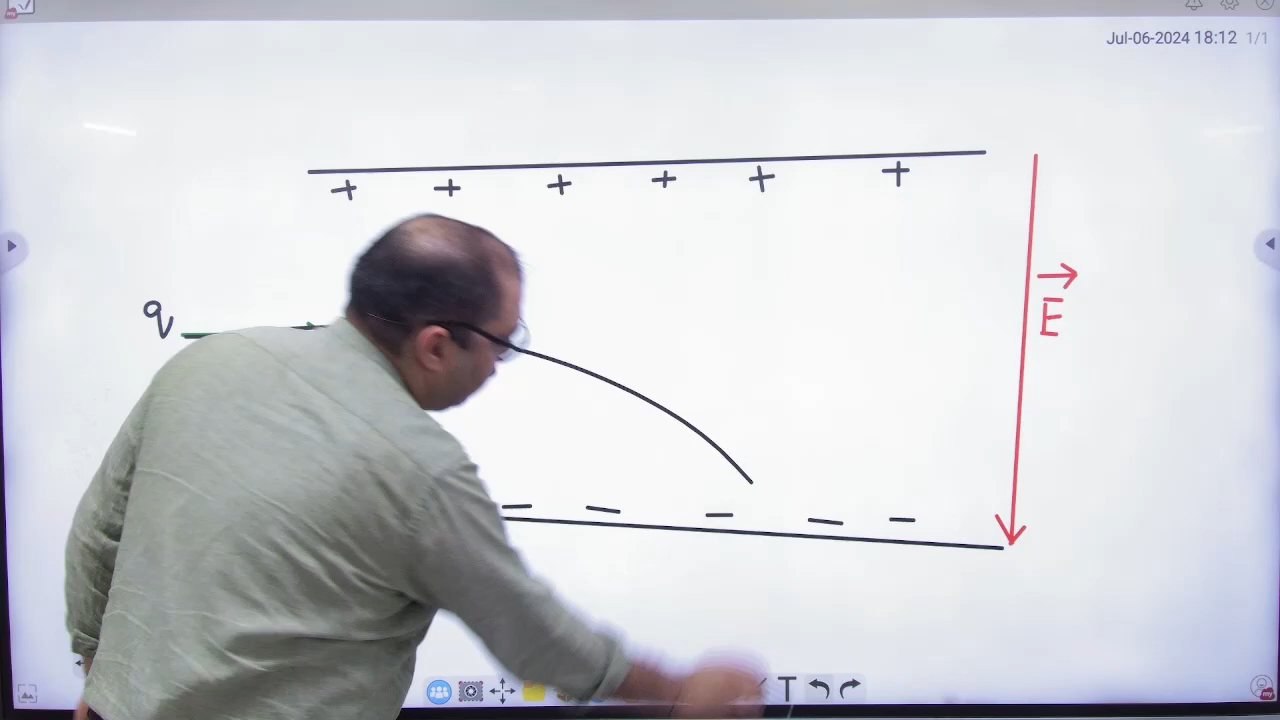 Jul-06-2024 18:12 1/1
+ + + + + +
E
q
— — — — —
T